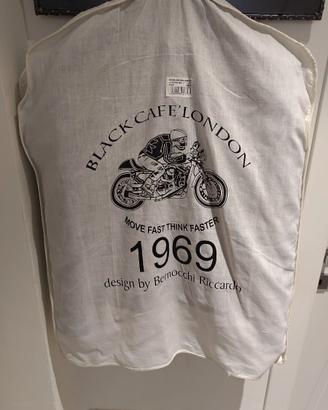 BLACK CAFE'LONDON
MOVE FAST THINK FASTER
1969
design by Bernocchi Riccardo